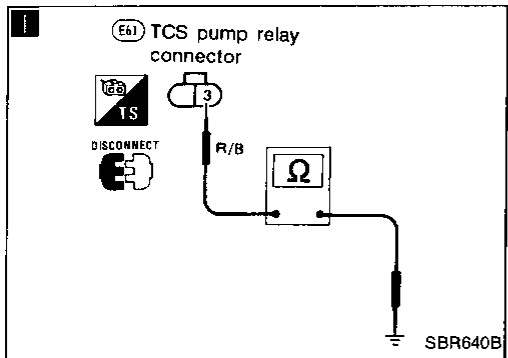 I
E61 TCS pump relay
connector
TS
3
DISCONNECT
R/B
Ω
SBR640B